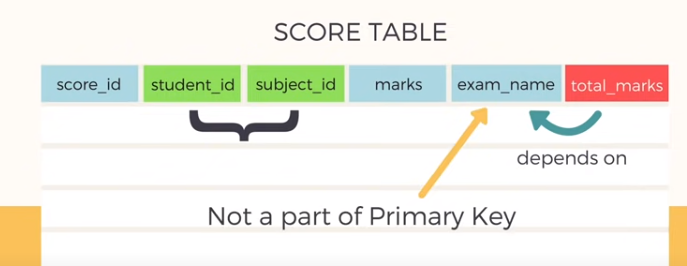 SCORE TABLE
score_id student_id subject_id marks exam_name total_marks
depends on
Not a part of Primary Key